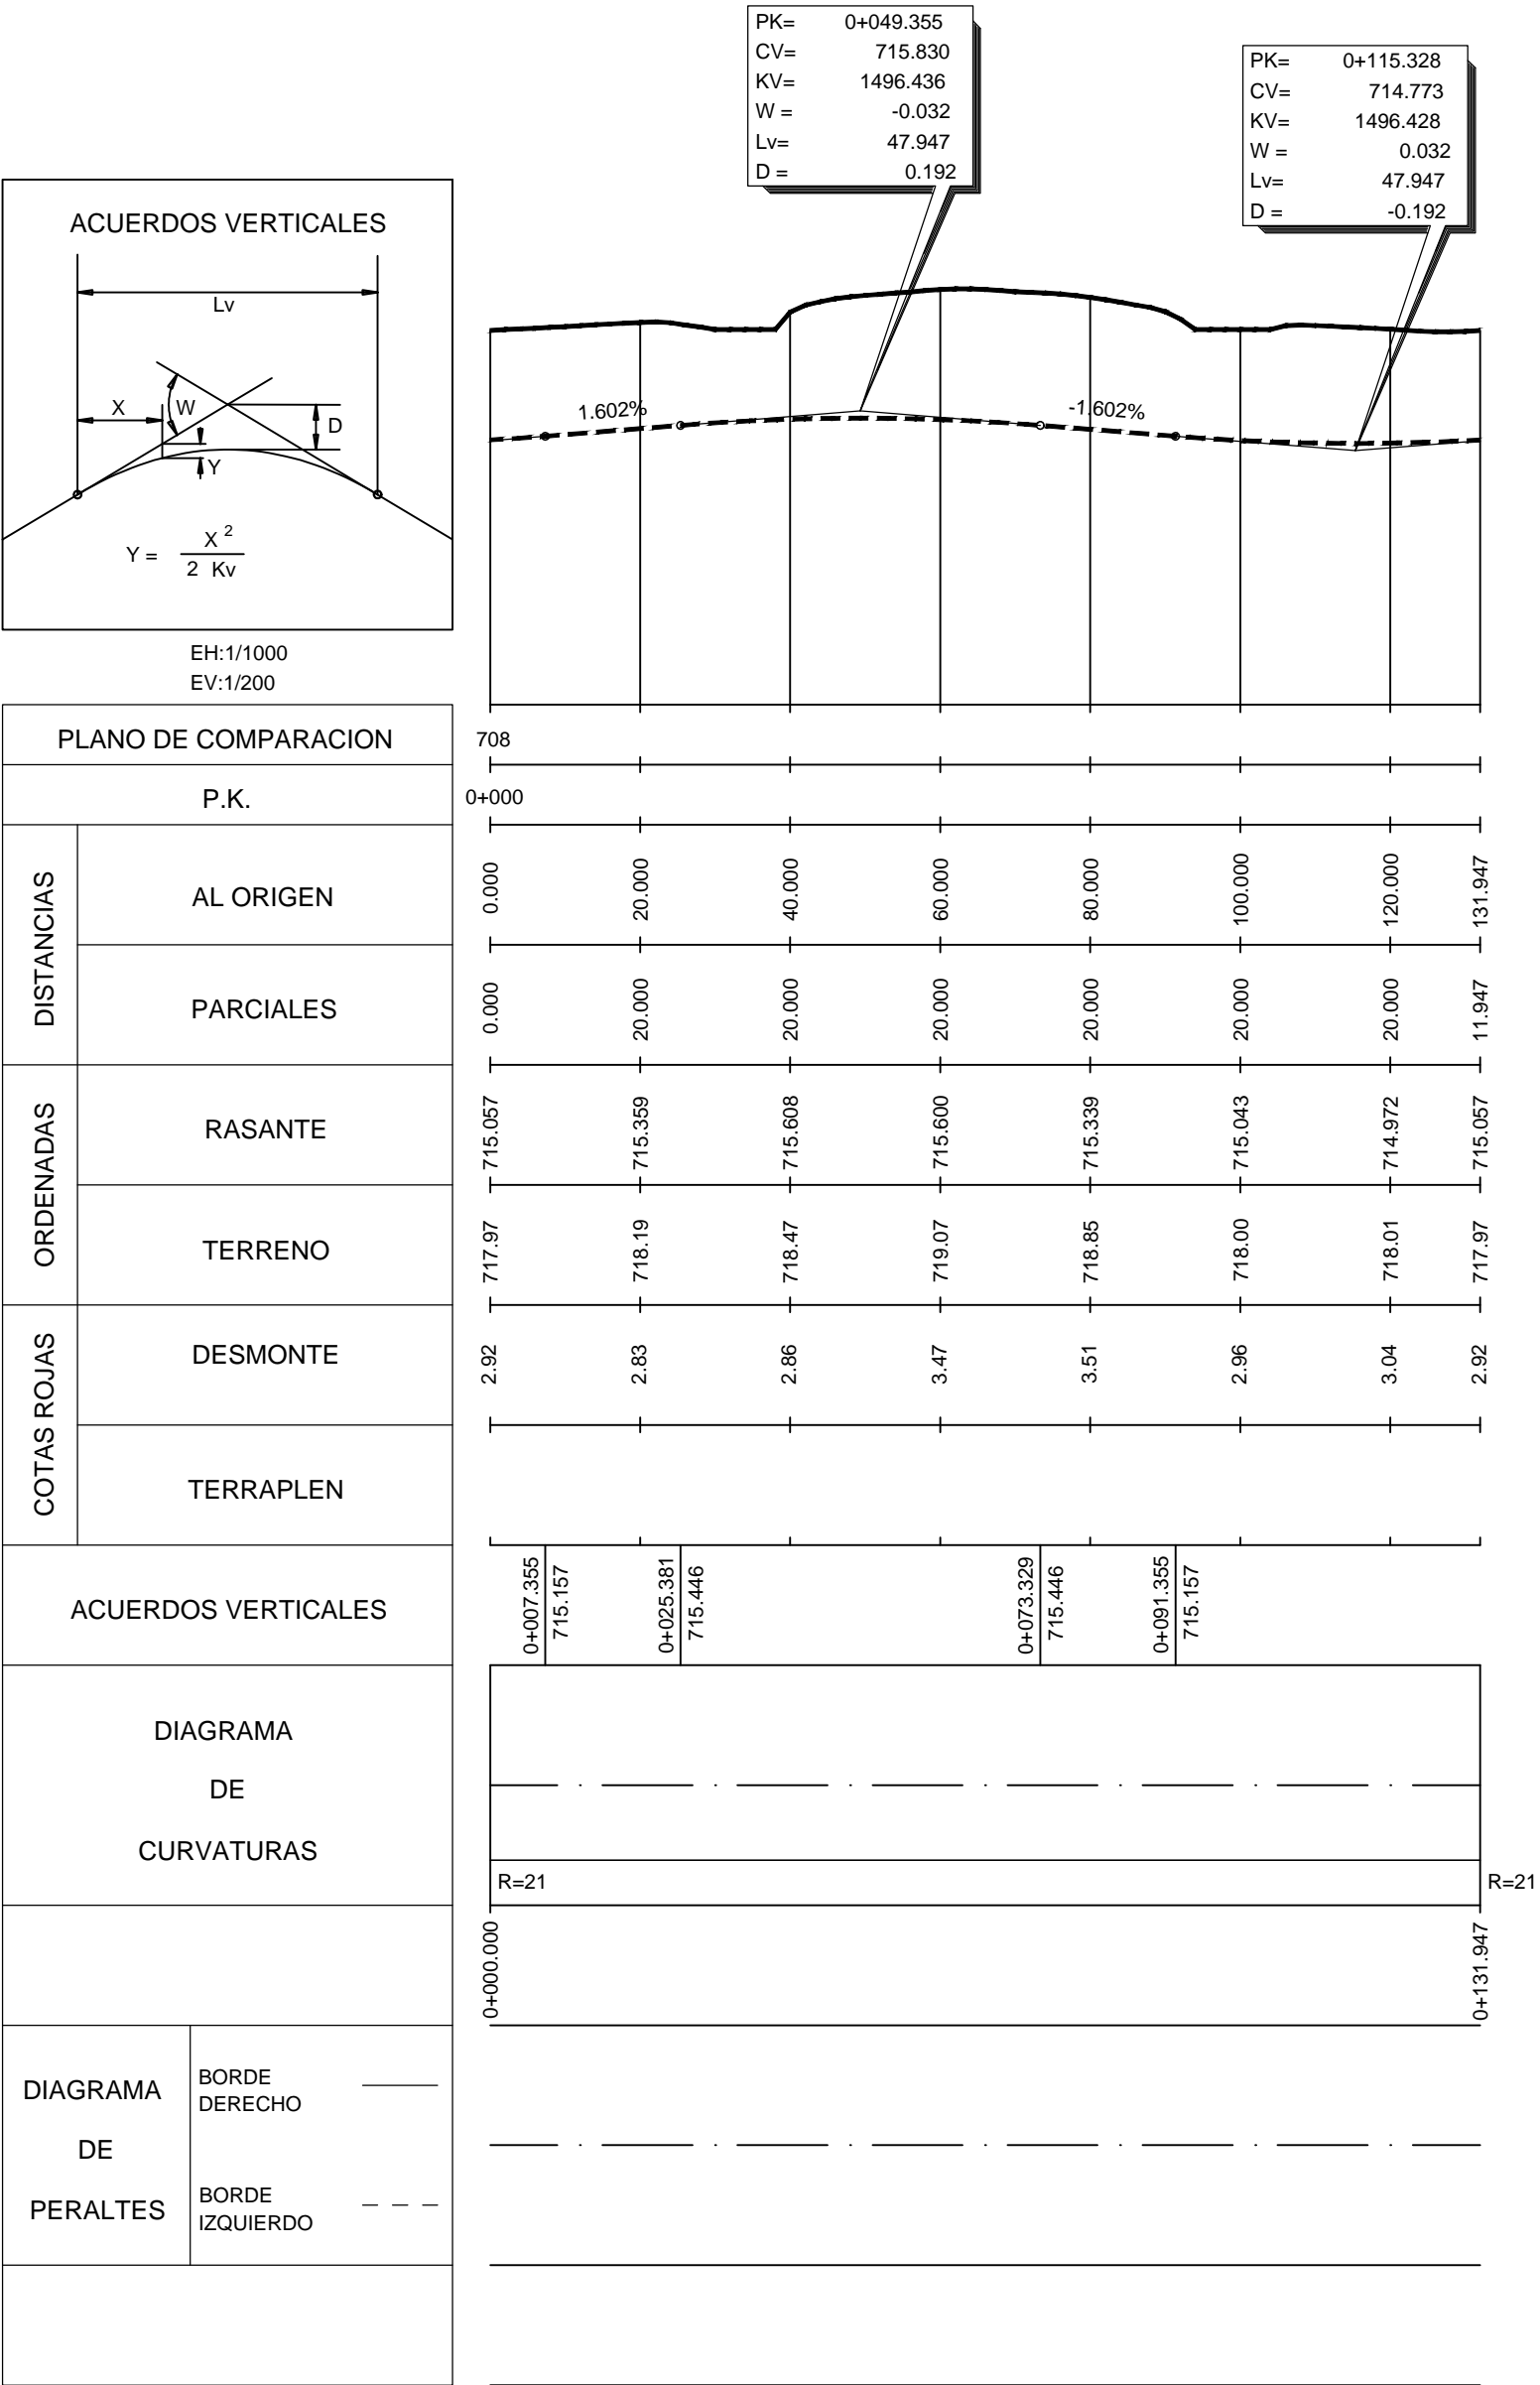 PK= 0+049.355
CV= 715.830
KV= 1496.436
W = -0.032
Lv= 47.947
D = 0.192
PK= 0+115.328
CV= 714.773
KV= 1496.428
W = 0.032
Lv= 47.947
D = -0.192
ACUERDOS VERTICALES
Lv
X
W
D
Y
Y = X 2
2 Kv
1.602%
-1.602%
EH:1/1000
EV:1/200
PLANO DE COMPARACION 708
P.K. 0+000
DISTANCIAS
AL ORIGEN 0.000 20.000 40.000 60.000 80.000 100.000 120.000 131.947
PARCIALES 0.000 20.000 20.000 20.000 20.000 20.000 20.000 11.947
ORDENADAS
RASANTE 715.057 715.359 715.608 715.600 715.339 715.043 714.972 715.057
TERRENO 717.97 718.19 718.47 719.07 718.85 718.00 718.01 717.97
COTAS ROJAS
DESMONTE 2.92 2.83 2.86 3.47 3.51 2.96 3.04 2.92
TERRAPLEN
ACUERDOS VERTICALES
0+007.355
715.157
0+025.381
715.446
0+073.329
715.446
0+091.355
715.157
DIAGRAMA
DE
CURVATURAS
R=21
R=21
0+000.000
0+131.947
DIAGRAMA
DE
PERALTES
BORDE
DERECHO
BORDE
IZQUIERDO